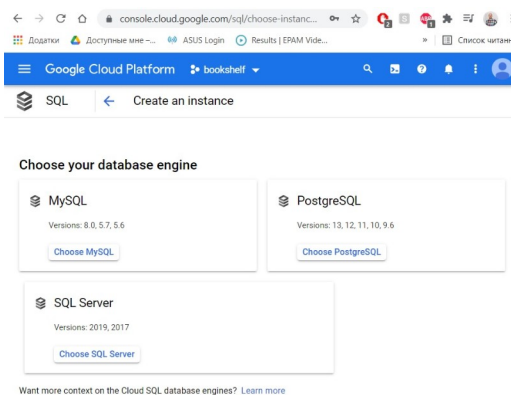 console.cloud.google.com/sql/choose-instanc...
Додатки
Доступные мне –...
ASUS Login
Results | EPAM Vide...
»
Список читанн
Google Cloud Platform
bookshelf
SQL
Create an instance
Choose your database engine
MySQL
Versions: 8.0, 5.7, 5.6
Choose MySQL
PostgreSQL
Versions: 13, 12, 11, 10, 9.6
Choose PostgreSQL
SQL Server
Versions: 2019, 2017
Choose SQL Server
Want more context on the Cloud SQL database engines? Learn more